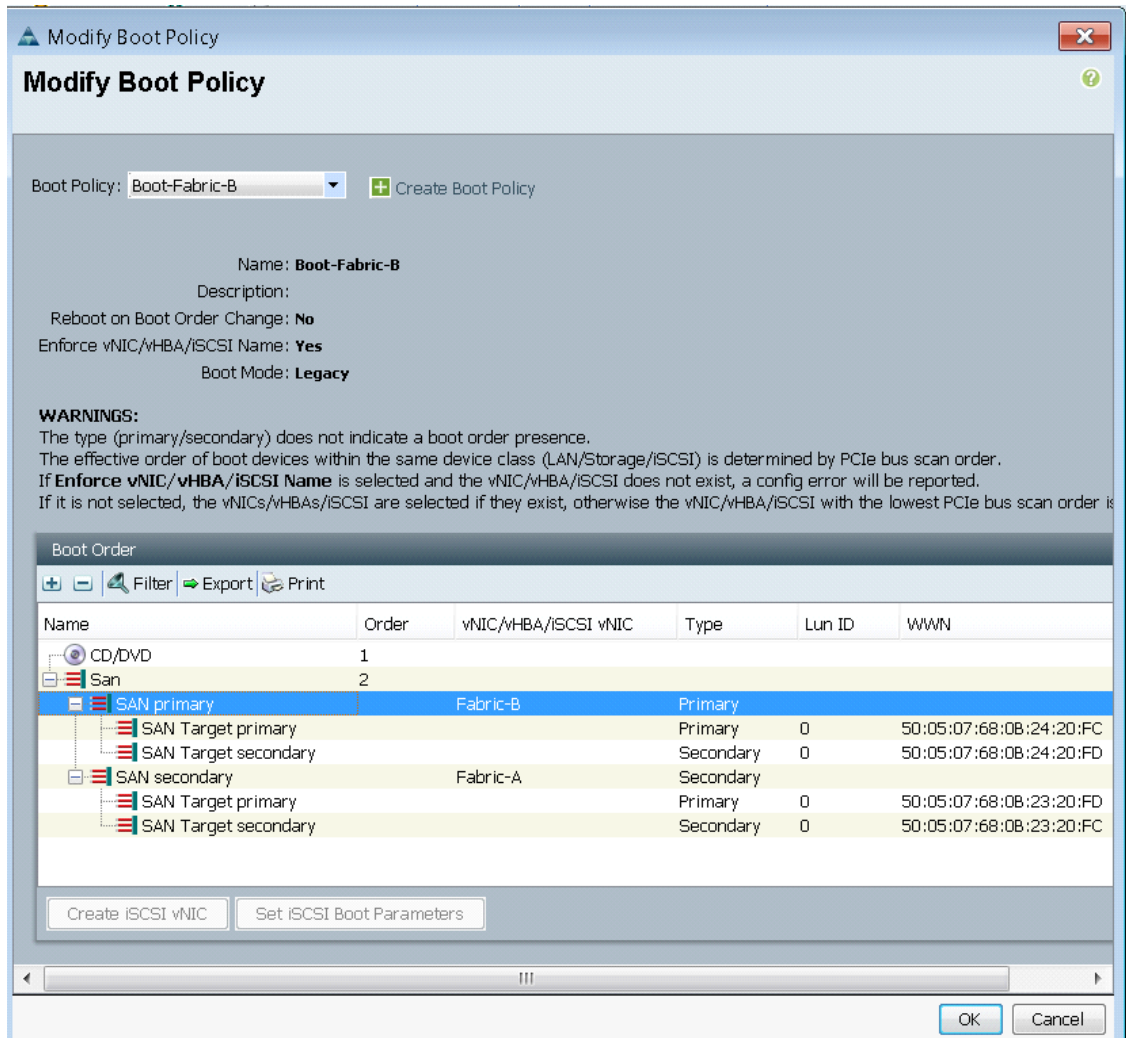 Modify Boot Policy
Modify Boot Policy
Boot Policy: Boot-Fabric-B Create Boot Policy
Name: Boot-Fabric-B
Description:
Reboot on Boot Order Change: No
Enforce vNIC/vHBA/iSCSI Name: Yes
Boot Mode: Legacy
WARNINGS:
The type (primary/secondary) does not indicate a boot order presence.
The effective order of boot devices within the same device class (LAN/Storage/iSCSI) is determined by PCIe bus scan order.
If Enforce vNIC/vHBA/iSCSI Name is selected and the vNIC/vHBA/iSCSI does not exist, a config error will be reported.
If it is not selected, the vNICs/vHBAs/iSCSI are selected if they exist, otherwise the vNIC/vHBA/iSCSI with the lowest PCIe bus scan order is
Boot Order
Filter Export Print
Name Order vNIC/vHBA/iSCSI vNIC Type Lun ID WWN
CD/DVD 1
San 2
SAN primary Fabric-B Primary
SAN Target primary Primary 0 50:05:07:68:0B:24:20:FC
SAN Target secondary Secondary 0 50:05:07:68:0B:24:20:FD
SAN secondary Fabric-A Secondary
SAN Target primary Primary 0 50:05:07:68:0B:23:20:FD
SAN Target secondary Secondary 0 50:05:07:68:0B:23:20:FC
Create iSCSI vNIC Set iSCSI Boot Parameters
OK Cancel